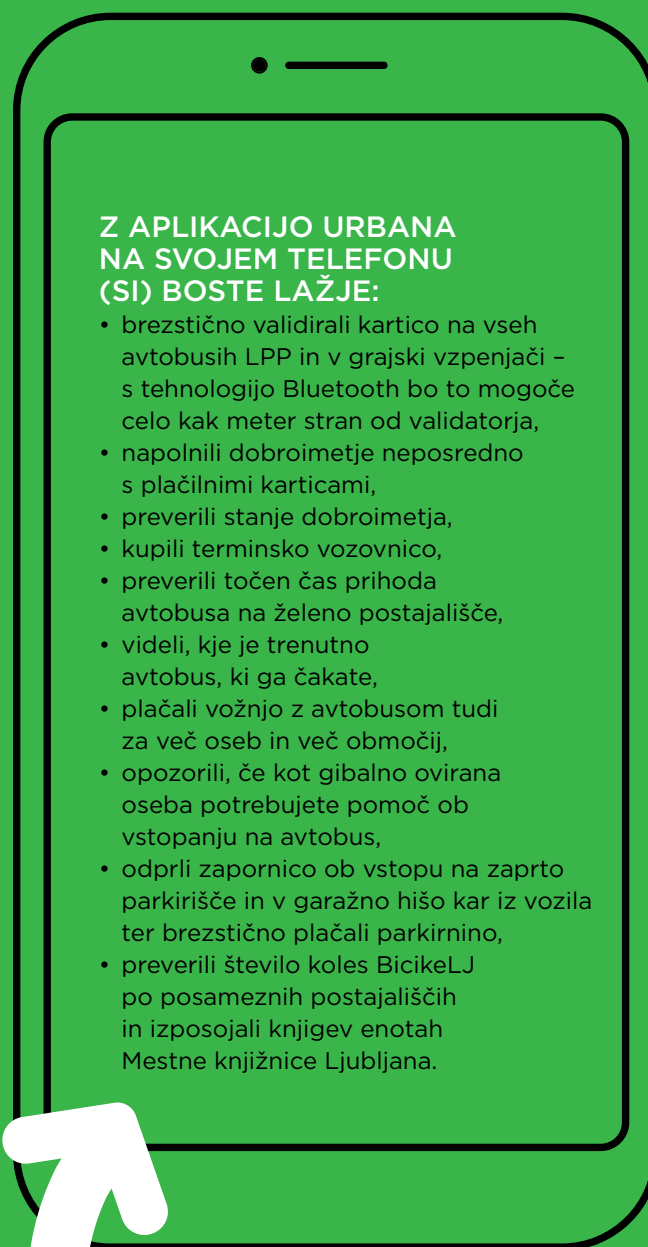 Z APLIKACIJO URBANA
NA SVOJEM TELEFONU
(SI) BOSTE LAŽJE:
• brezstično validirali kartico na vseh
avtobusih LPP in v grajski vzpenjači –
s tehnologijo Bluetooth bo to mogoče
celo kak meter stran od validatorja,
• napolnili dobroimetje neposredno
s plačilnimi karticami,
• preverili stanje dobroimetja,
• kupili terminsko vozovnico,
• preverili točen čas prihoda
avtobusa na želeno postajališče,
• videli, kje je trenutno
avtobus, ki ga čakate,
• plačali vožnjo z avtobusom tudi
za več oseb in več območij,
• opozorili, če kot gibalno ovirana
oseba potrebujete pomoč ob
vstopanju na avtobus,
• odprli zapornico ob vstopu na zaprto
parkirišče in v garažno hišo kar iz vozila
ter brezstično plačali parkirnino,
• preverili število koles BicikeLJ
po posameznih postajališčih
in izposojali knjigev enotah
Mestne knjižnice Ljubljana.